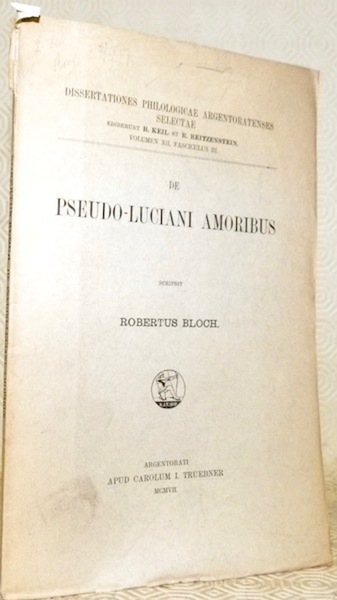 DISSERTATIONES PHILOLOGICAE ARGENTORATENSES
SELECTAE
EDIDERUNT B. KEIL ET R. REITZENSTEIN.
VOLUMEN XII, FASCICULUS III.
DE
PSEUDO-LUCIANI AMORIBUS
SCRIPSIT
ROBERTUS BLOCH.
ARGENTORATI
APUD CAROLUM I. TRUEBNER
MCMVII.